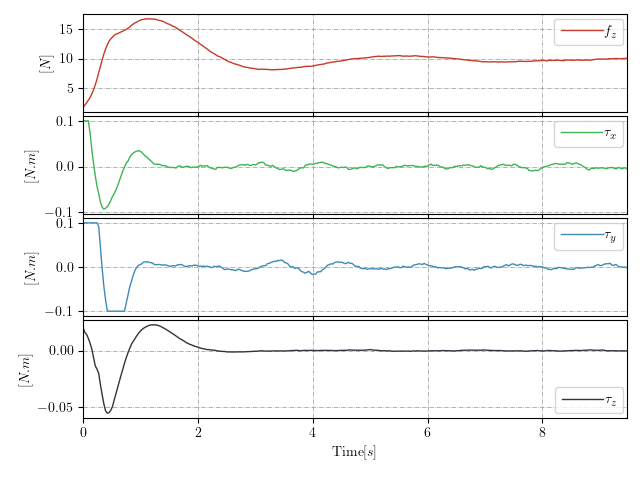 15
10
5
[N]
f_z
0.1
0.0
−0.1
[N.m]
τ_x
0.1
0.0
−0.1
[N.m]
τ_y
0.00
−0.05
[N.m]
τ_z
0 2 4 6 8
Time[s]